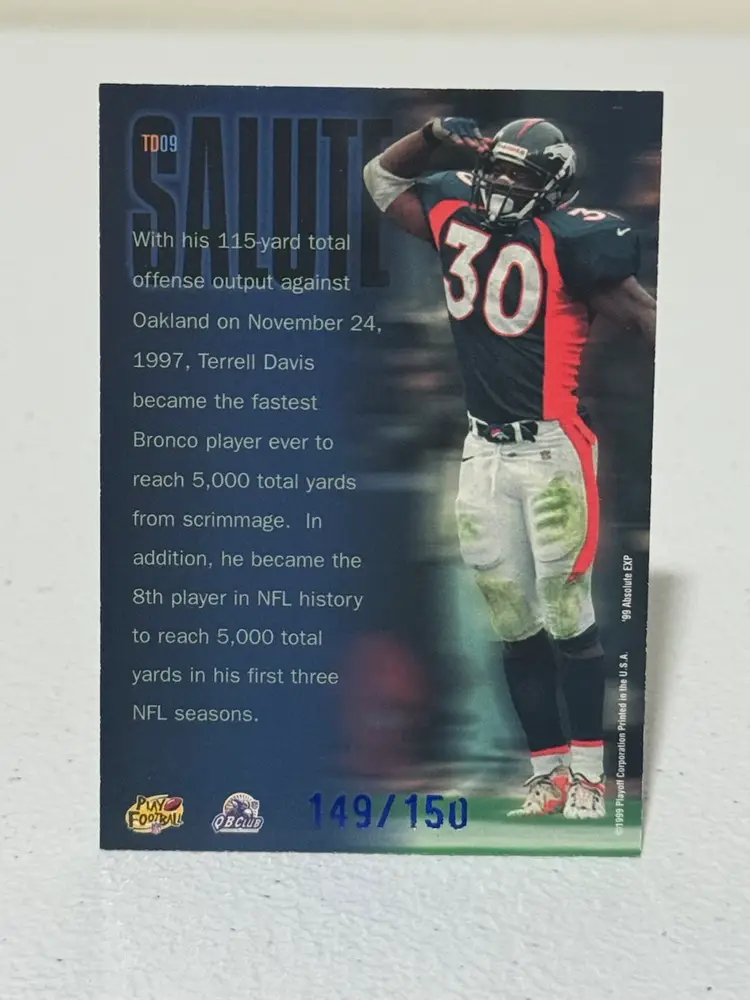 SALUTE
TD09
With his 115-yard total
offense output against
Oakland on November 24,
1997, Terrell Davis
became the fastest
Bronco player ever to
reach 5,000 total yards
from scrimmage. In
addition, he became the
8th player in NFL history
to reach 5,000 total
yards in his first three
NFL seasons.
30
30
PLAY
FOOTBALL
QB CLUB
149/150
©1999 Playoff Corporation Printed in the U.S.A. '99 Absolute EXP